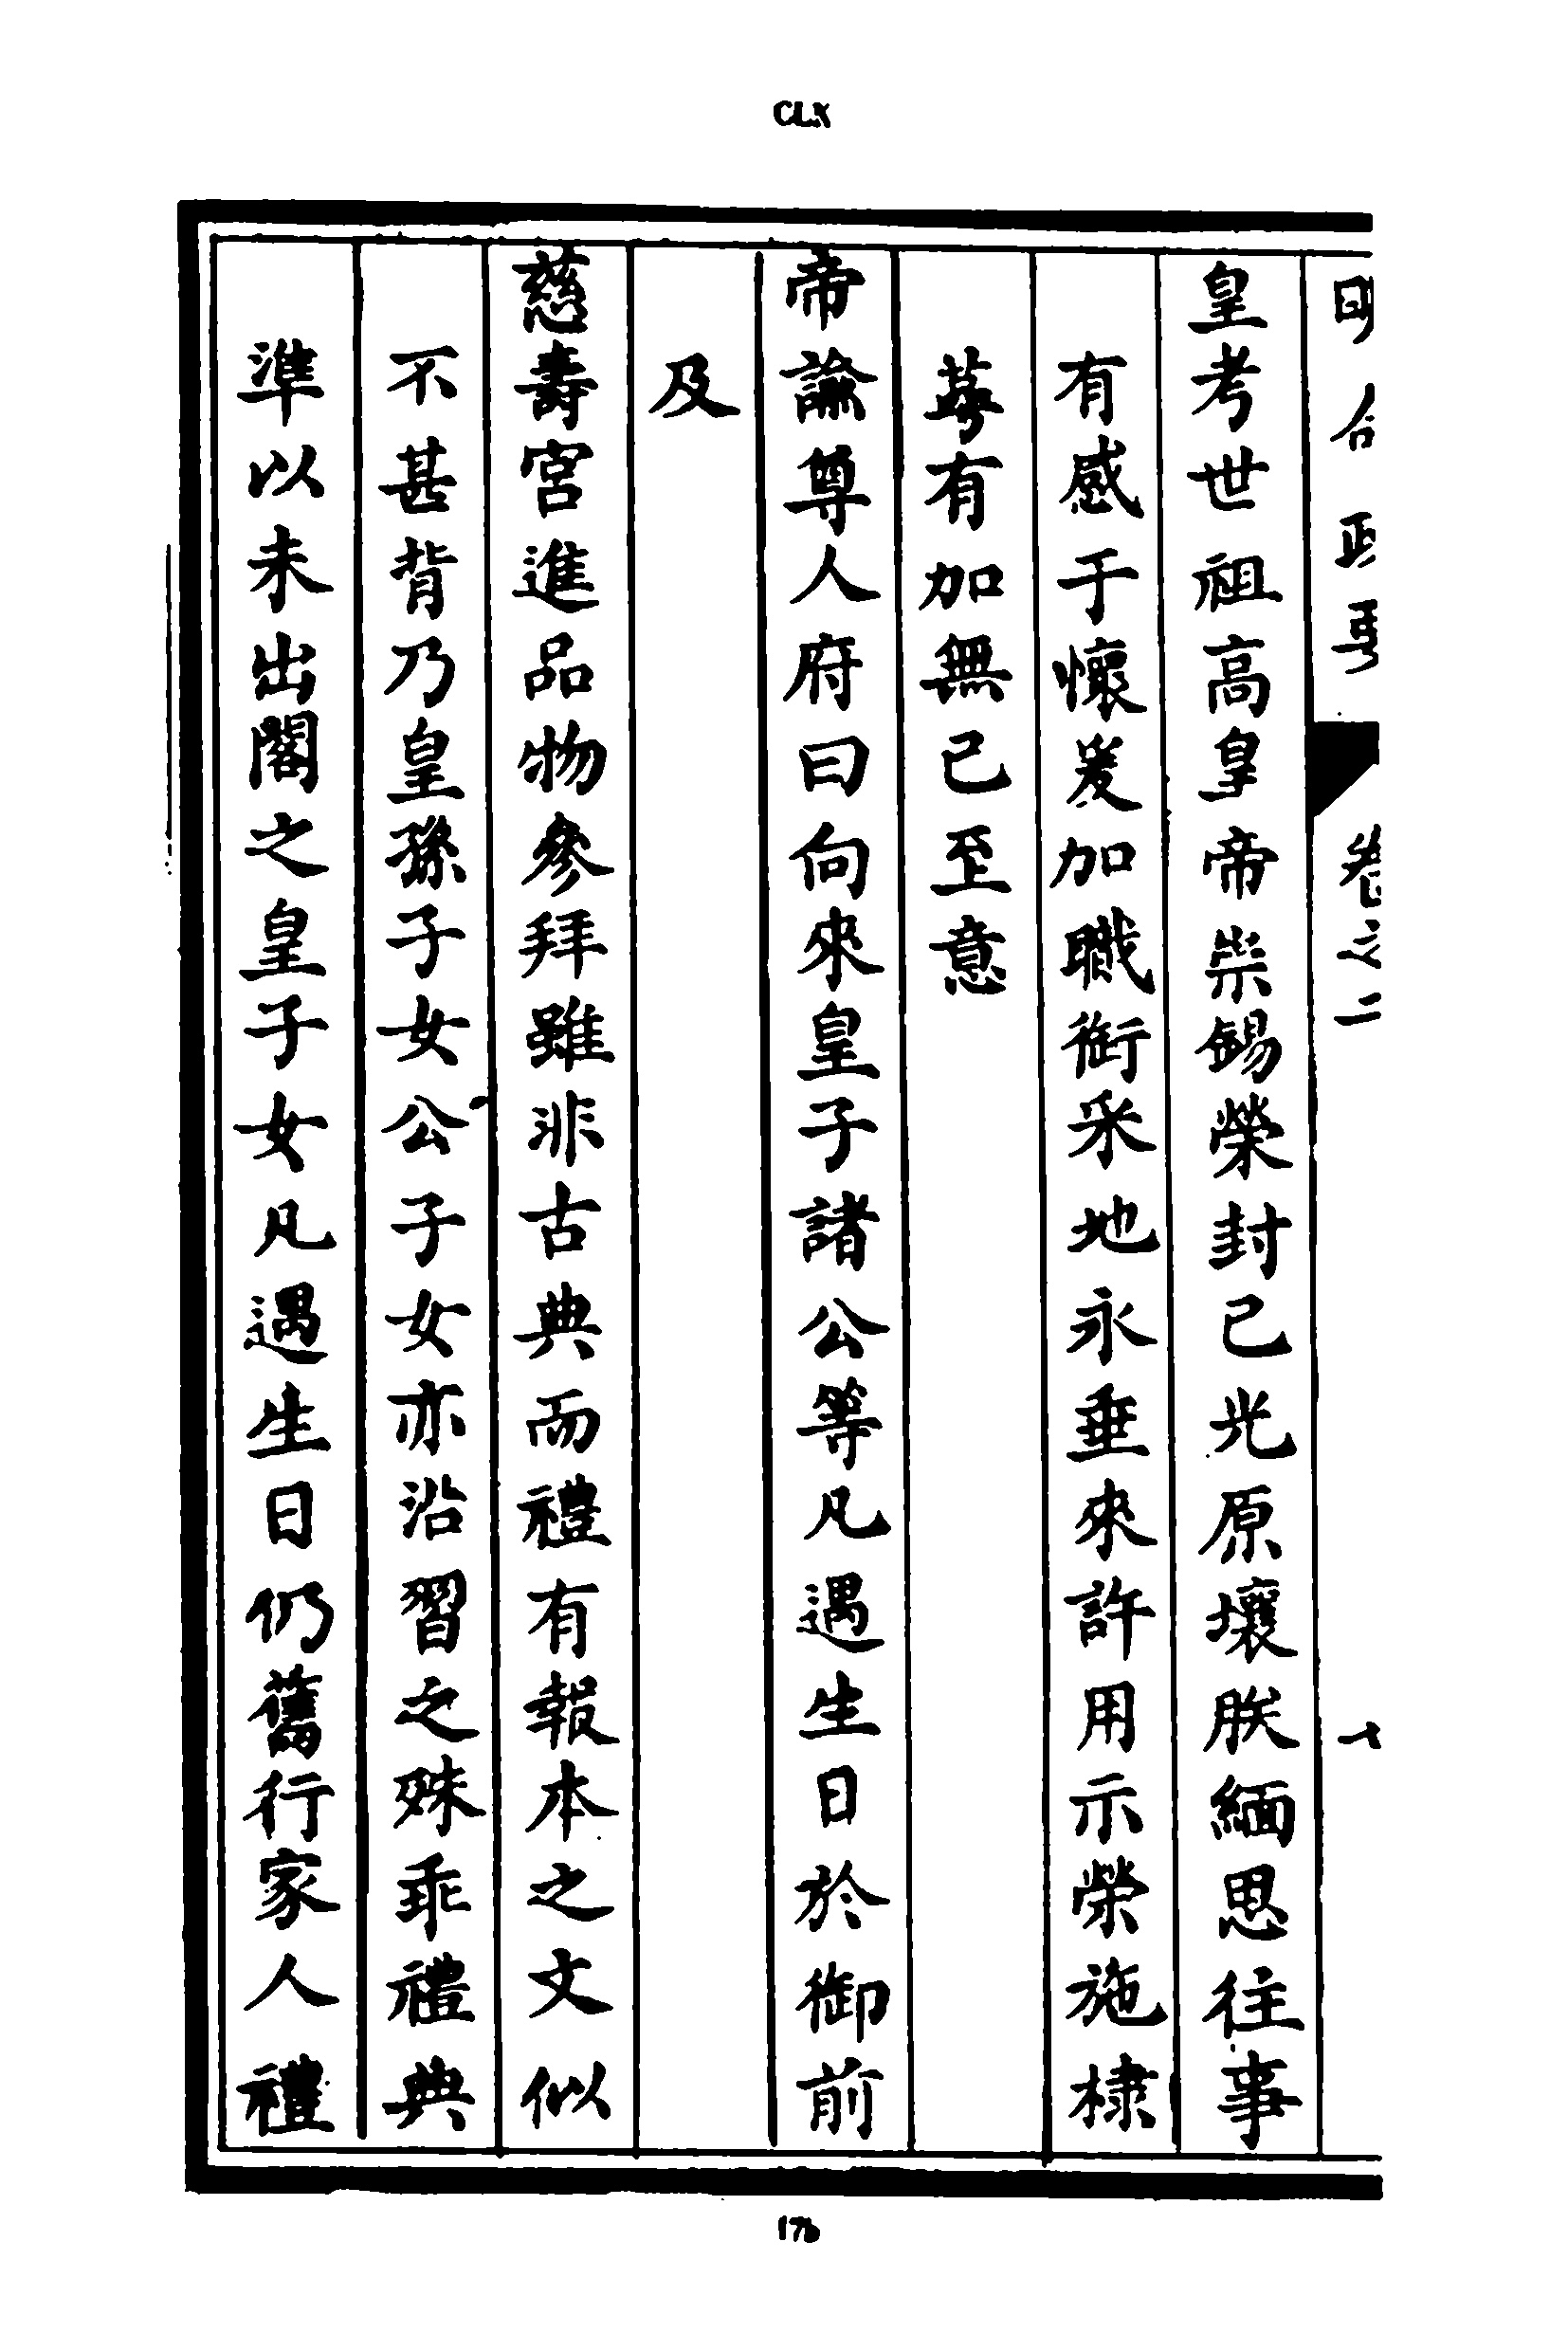 CLX
卷之二
皇考世祖高皇帝崇錫榮封已光原壤朕緬思往事
有感于懷爰加職銜采地永垂來許用示榮施棣
萼有加無已至意
帝諭尊人府曰向來皇子諸公等凡遇生日於御前
及
慈壽宮進品物參拜雖非古典而禮有報本之文似
不甚背乃皇孫子女公子女亦沿習之殊乖禮典
準以未出閣之皇子女凡遇生日仍舊行家人禮
17b